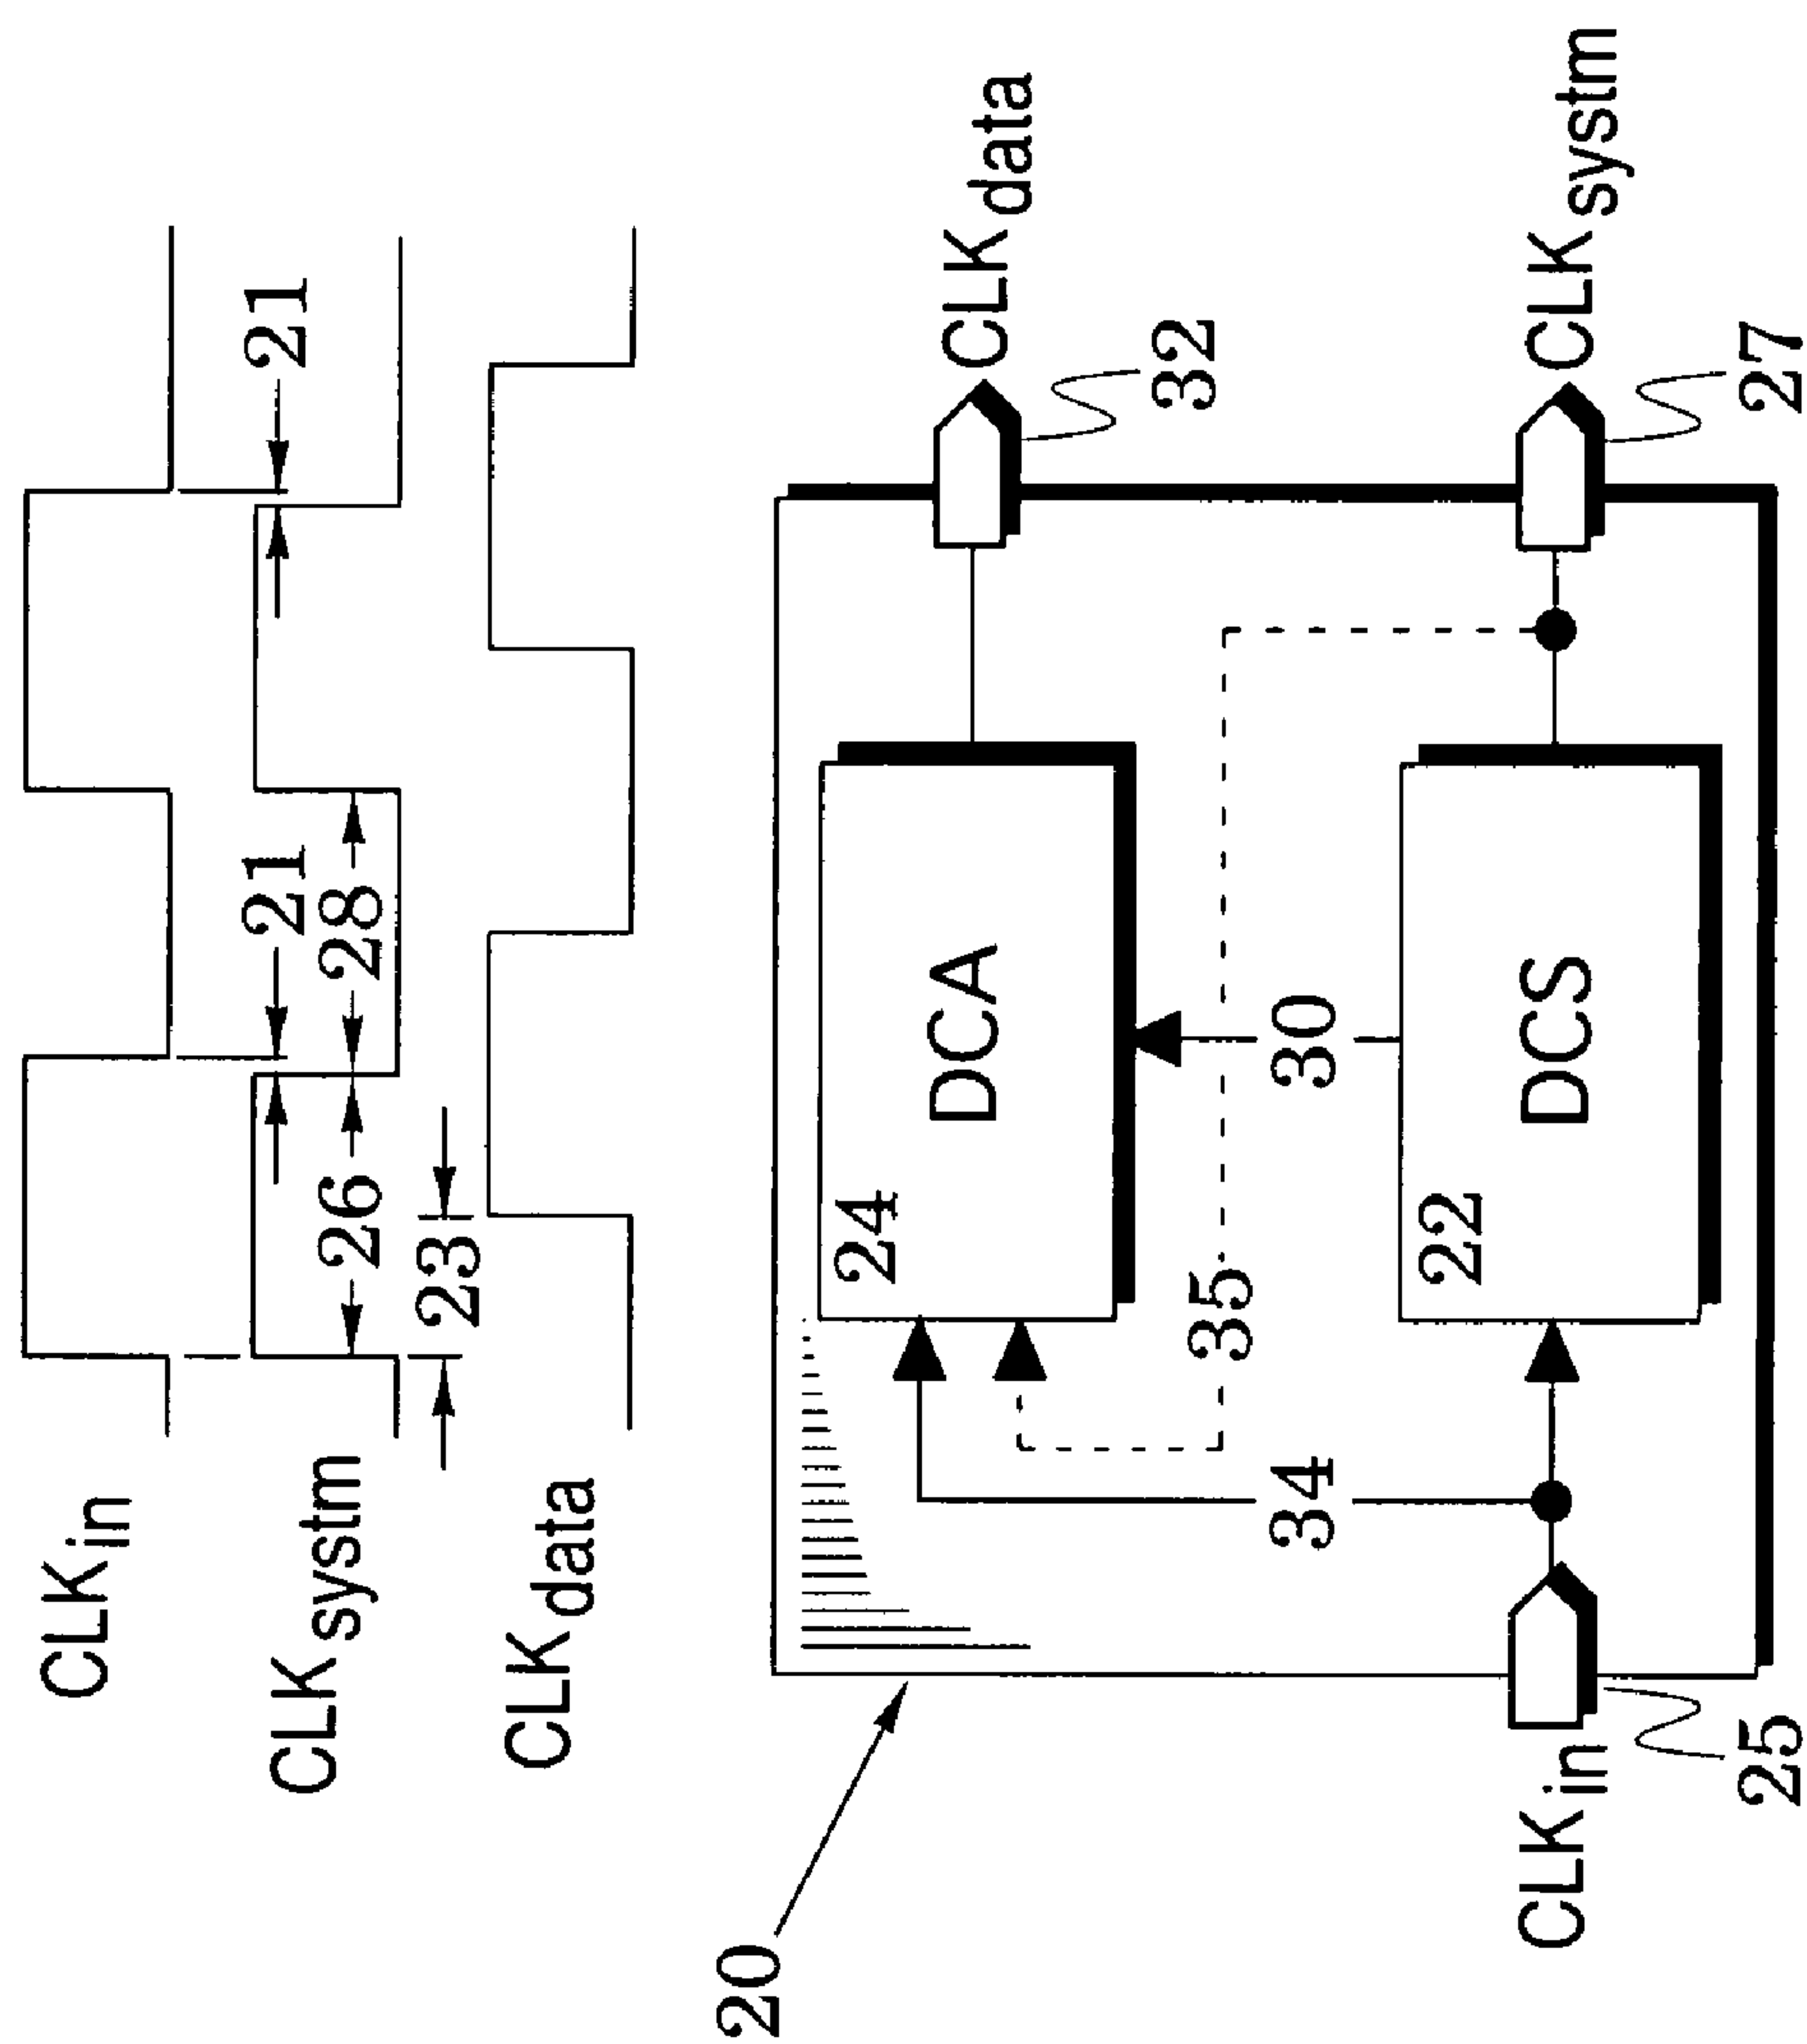 CLKin
21
21
CLKsystm
26
28
23
CLKdata
20
24
DCA
CLKdata
32
35
34
30
22
DCS
CLKin
25
CLKsystm
27